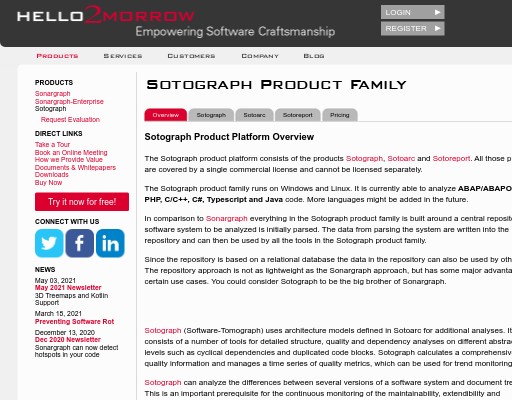 HELLO2MORROW
Empowering Software Craftsmanship
LOGIN
REGISTER
PRODUCTS SERVICES CUSTOMERS COMPANY BLOG
PRODUCTS
Sonargraph
Sonargraph-Enterprise
Sotograph
Request Evaluation
DIRECT LINKS
Take a Tour
Book an Online Meeting
How we Provide Value
Documents & Whitepapers
Downloads
Buy Now
Try it now for free!
CONNECT WITH US
NEWS
May 03, 2021
May 2021 Newsletter
3D Treemaps and Kotlin
Support
March 15, 2021
Preventing Software Rot
December 13, 2020
Dec 2020 Newsletter
Sonargraph can now detect
hotspots in your code
SOTOGRAPH PRODUCT FAMILY
Overview Sotograph Sotoarc Sotoreport Pricing
Sotograph Product Platform Overview
The Sotograph product platform consists of the products Sotograph, Sotoarc and Sotoreport. All those p
are covered by a single commercial license and cannot be licensed separately.
The Sotograph product family runs on Windows and Linux. It is currently able to analyze ABAP/ABAPO
PHP, C/C++, C#, Typescript and Java code. More languages might be added in the future.
In comparison to Sonargraph everything in the Sotograph product family is built around a central reposito
software system to be analyzed is initially parsed. The data from parsing the system are written into the
repository and can then be used by all the tools in the Sotograph product family.
Since the repository is based on a relational database the data in the repository can also be used by oth
The repository approach is not as lightweight as the Sonargraph approach, but has some major advanta
certain use cases. You could consider Sotograph to be the big brother of Sonargraph.
Sotograph (Software-Tomograph) uses architecture models defined in Sotoarc for additional analyses. It
consists of a number of tools for detailed structure, quality and dependency analyses on different abstrac
levels such as cyclical dependencies and duplicated code blocks. Sotograph calculates a comprehensiv
quality information and manages a time series of quality metrics, which can be used for trend monitoring
Sotograph can analyze the differences between several versions of a software system and document tre
This is an important prerequisite for the continuous monitoring of the maintainability, extendibility and